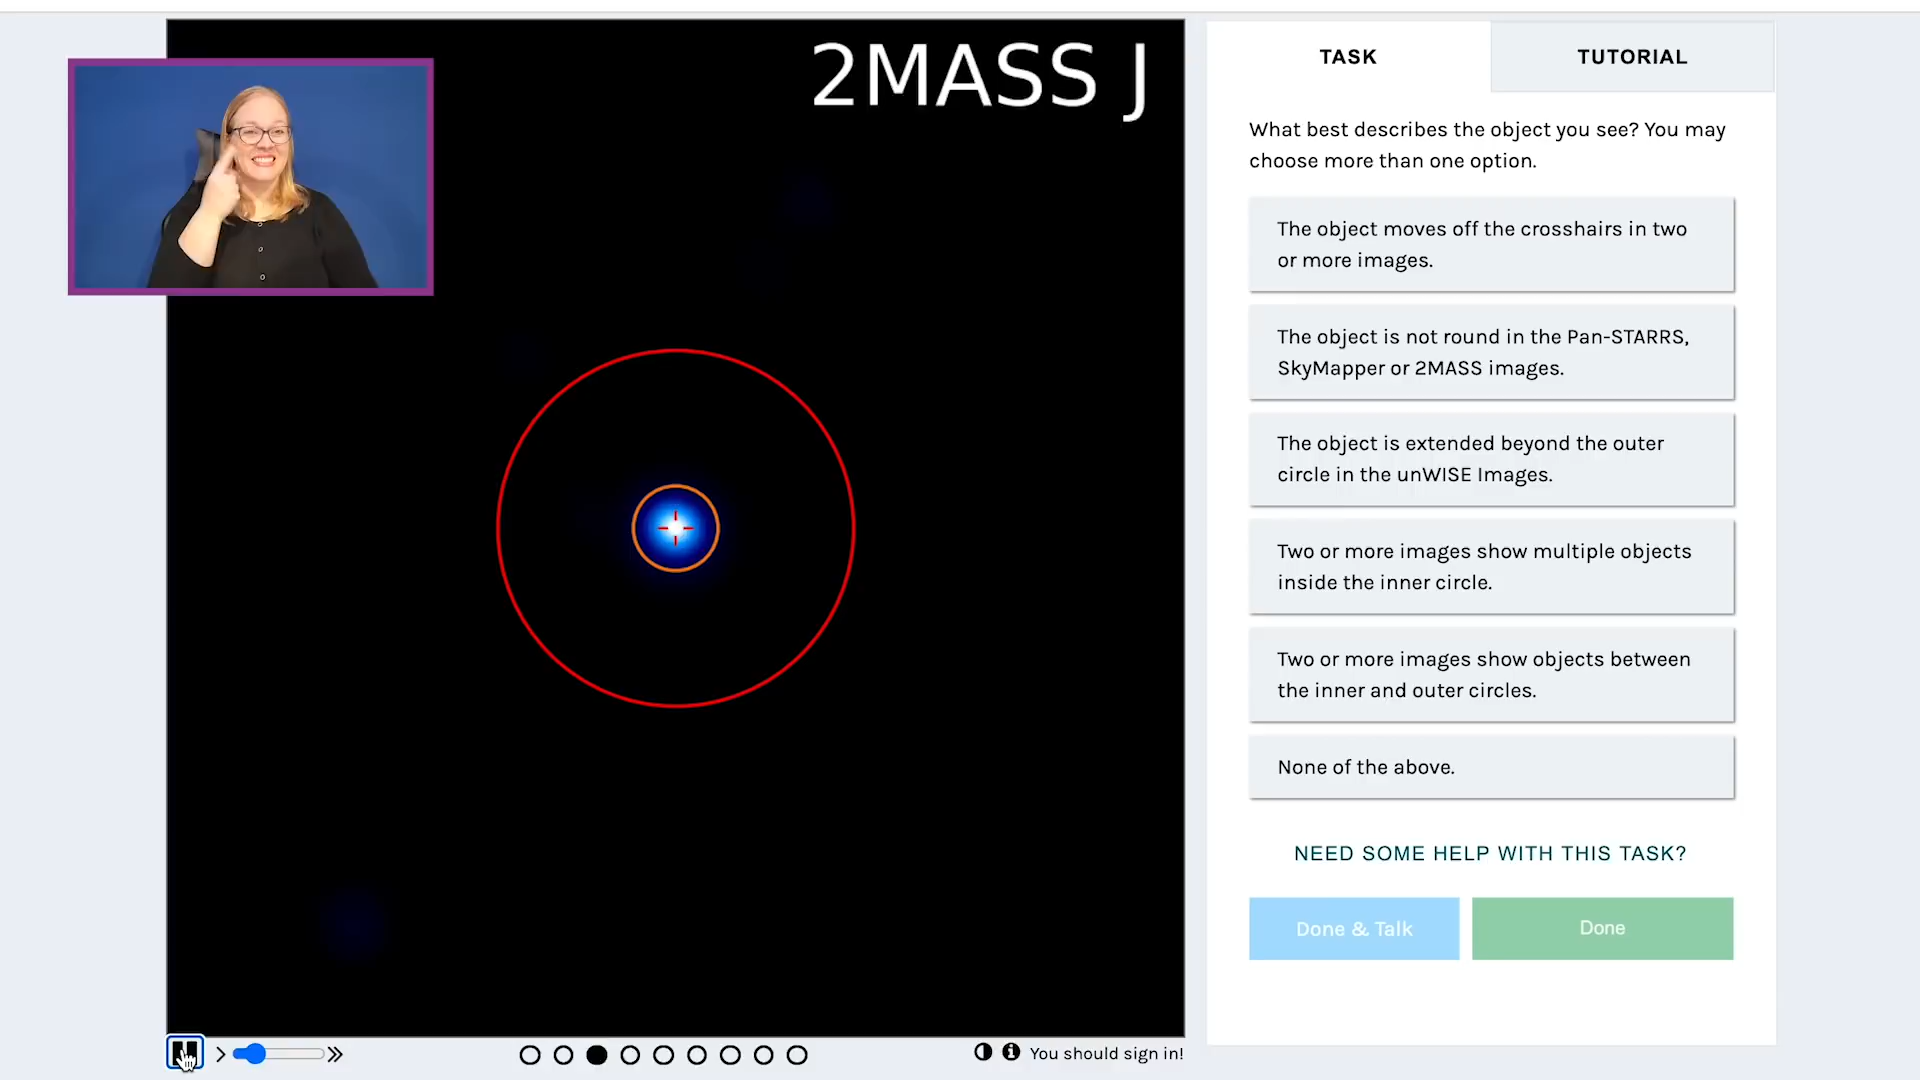 2MASS J
TASK
TUTORIAL
What best describes the object you see? You may
choose more than one option.
The object moves off the crosshairs in two
or more images.
The object is not round in the Pan-STARRS,
SkyMapper or 2MASS images.
The object is extended beyond the outer
circle in the unWISE Images.
Two or more images show multiple objects
inside the inner circle.
Two or more images show objects between
the inner and outer circles.
None of the above.
NEED SOME HELP WITH THIS TASK?
Done & Talk
Done
You should sign in!